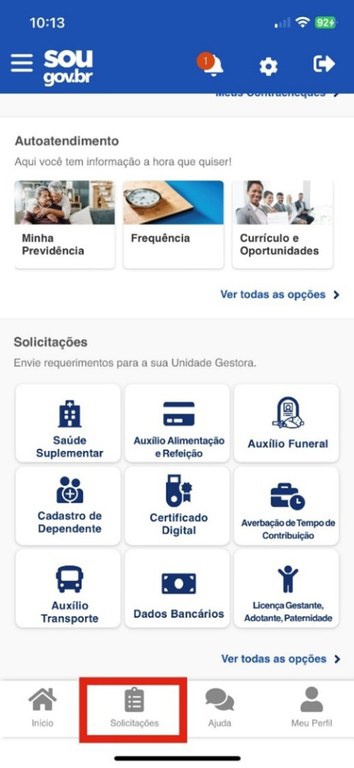 10:13
92
sou
gov.br
1
Meus Contracheques
Autoatendimento
Aqui você tem informação a hora que quiser!
Minha
Previdência
Frequência
Currículo e
Oportunidades
Ver todas as opções
Solicitações
Envie requerimentos para a sua Unidade Gestora.
Saúde
Suplementar
Auxílio Alimentação
e Refeição
Auxílio Funeral
Cadastro de
Dependente
Certificado
Digital
Averbação de Tempo de
Contribuição
Auxílio
Transporte
Dados Bancários
Licença Gestante,
Adotante, Paternidade
Ver todas as opções
Início
Solicitações
Ajuda
Meu Perfil